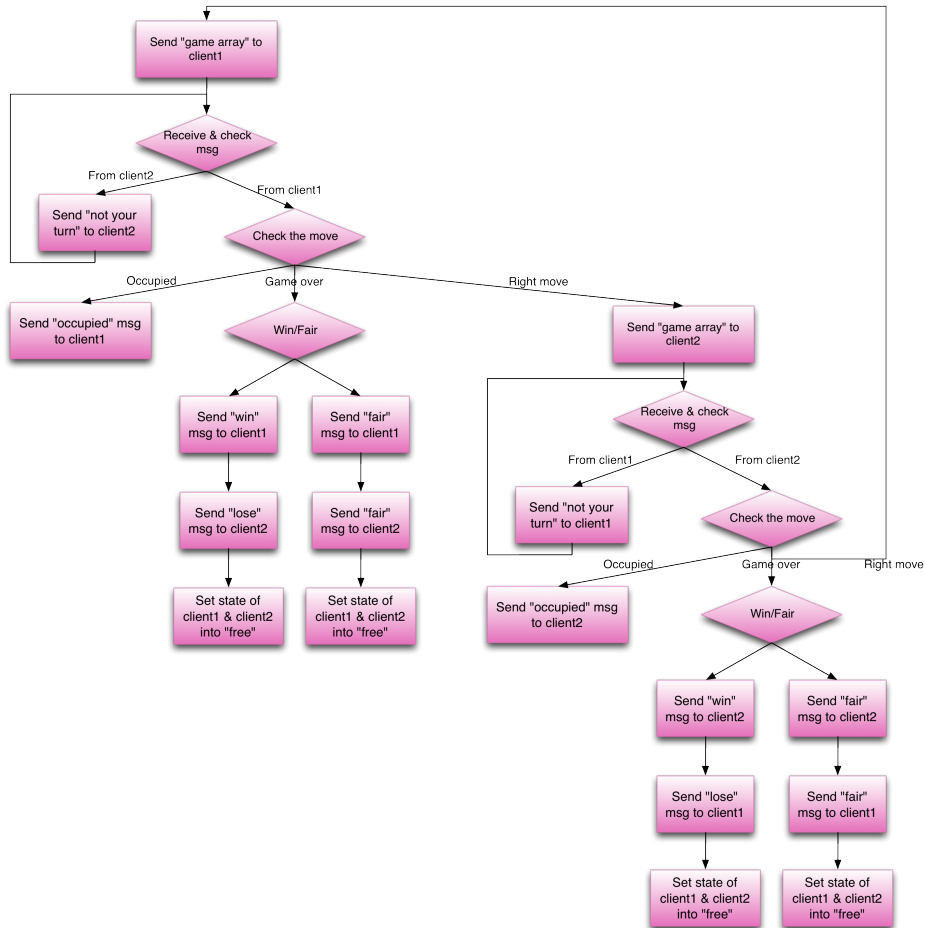 Send "game array" to
client1
Receive & check
msg
From client2
From client1
Send "not your
turn" to client2
Check the move
Occupied
Game over
Right move
Send "occupied" msg
to client1
Win/Fair
Send "game array" to
client2
Send "win"
msg to client1
Send "fair"
msg to client1
Receive & check
msg
From client1
From client2
Send "lose"
msg to client2
Send "fair"
msg to client2
Send "not your
turn" to client1
Check the move
Occupied
Game over
Right move
Set state of
client1 & client2
into "free"
Set state of
client1 & client2
into "free"
Send "occupied" msg
to client2
Win/Fair
Send "win"
msg to client2
Send "fair"
msg to client2
Send "lose"
msg to client1
Send "fair"
msg to client1
Set state of
client1 & client2
into "free"
Set state of
client1 & client2
into "free"